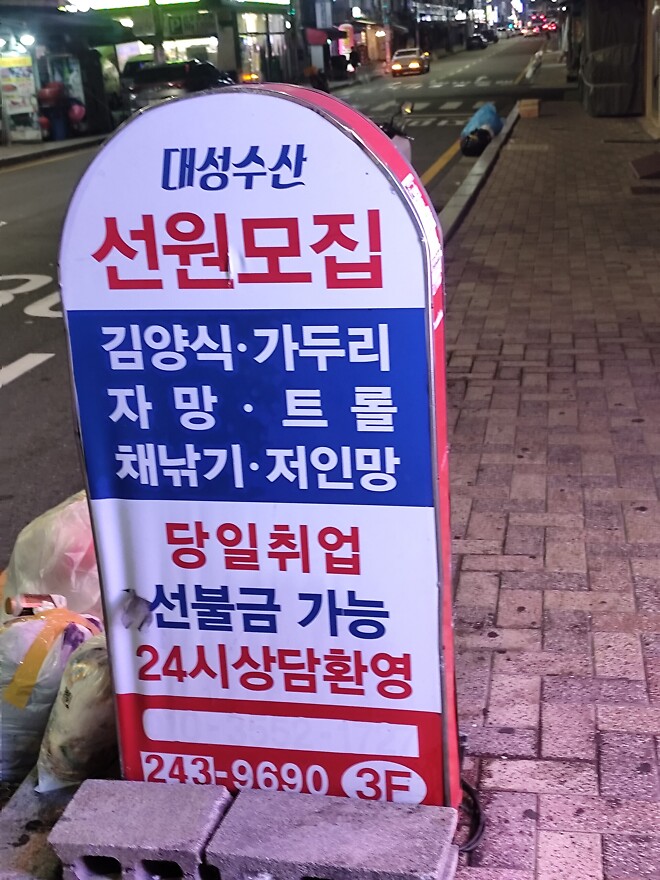 대성수산
선원모집
김양식·가두리
자망·트롤
채낚기·저인망
당일취업
선불금 가능
24시상담환영
243-9690 3F